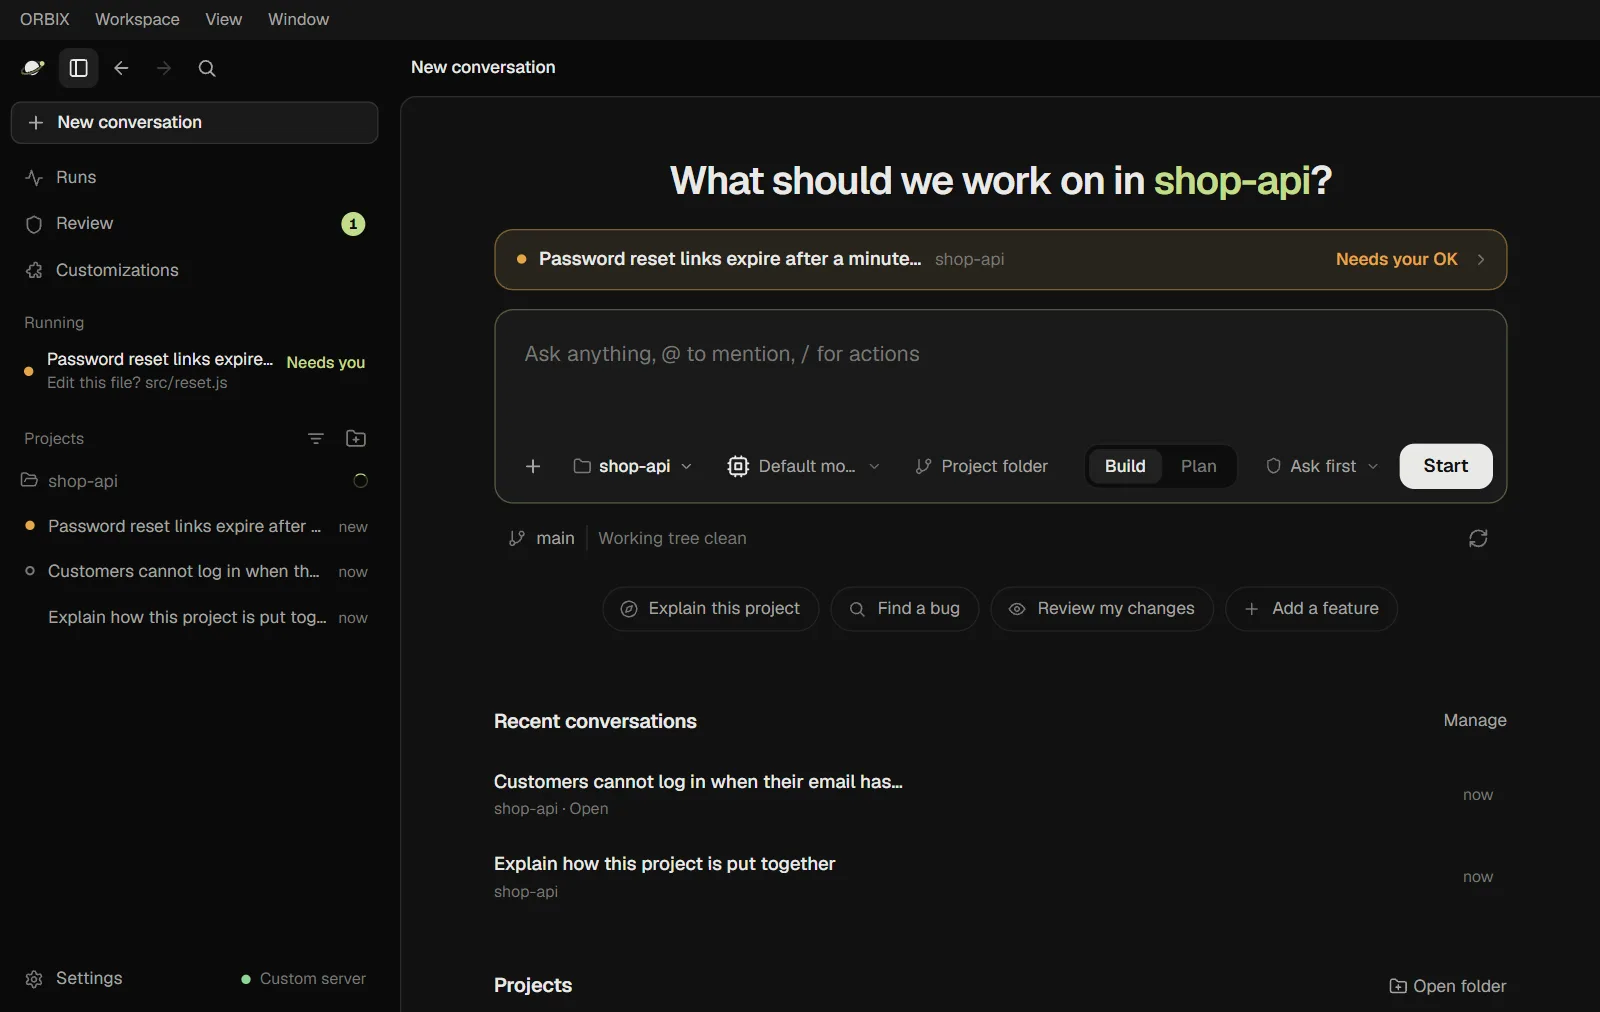 ORBIX Workspace View Window
New conversation
New conversation
Runs
Review 1
Customizations
Running
Password reset links expire... Needs you
Edit this file? src/reset.js
Projects
shop-api
Password reset links expire after ... new
Customers cannot log in when th... now
Explain how this project is put tog... now
Settings Custom server
What should we work on in shop-api?
Password reset links expire after a minute... shop-api Needs your OK
Ask anything, @ to mention, / for actions
shop-api Default mo... Project folder Build Plan Ask first Start
main Working tree clean
Explain this project Find a bug Review my changes Add a feature
Recent conversations Manage
Customers cannot log in when their email has...
shop-api · Open now
Explain how this project is put together
shop-api now
Projects Open folder